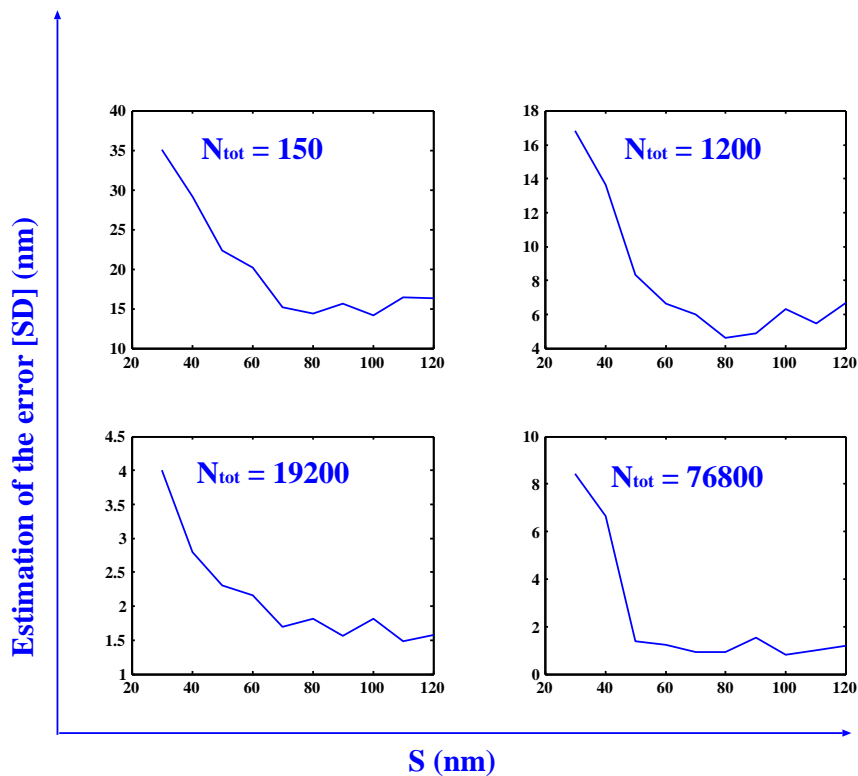 Estimation of the error [SD] (nm)
40
35
30
25
20
15
10
20 40 60 80 100 120
Ntot = 150
18
16
14
12
10
8
6
4
20 40 60 80 100 120
Ntot = 1200
4.5
4
3.5
3
2.5
2
1.5
1
20 40 60 80 100 120
Ntot = 19200
10
8
6
4
2
0
20 40 60 80 100 120
Ntot = 76800
S (nm)